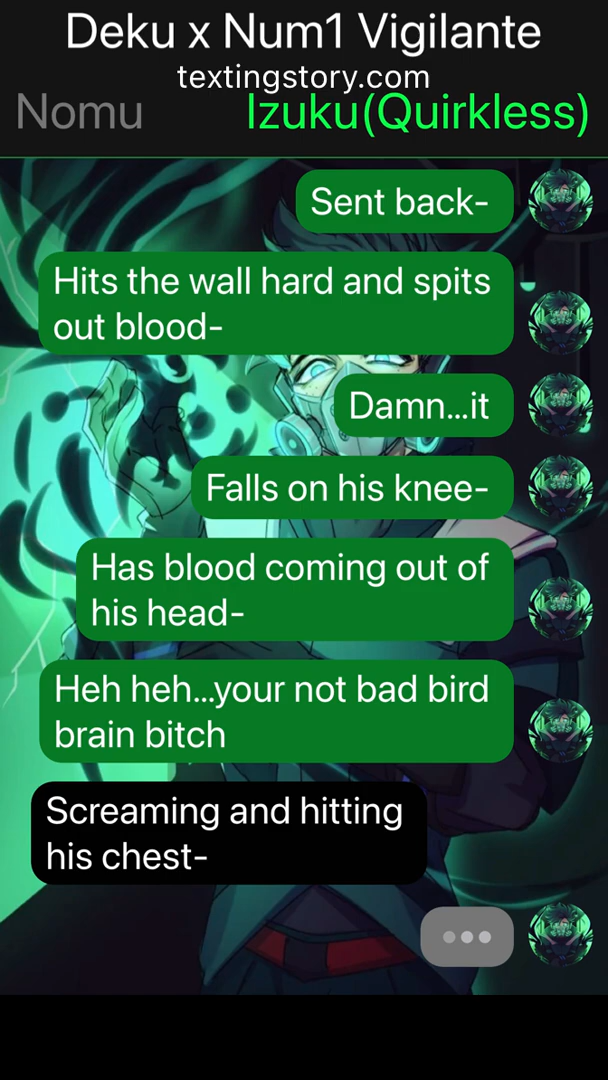 Deku x Num1 Vigilante
textingstory.com
Nomu Izuku(Quirkless)
Sent back-
Hits the wall hard and spits
out blood-
Damn...it
Falls on his knee-
Has blood coming out of
his head-
Heh heh...your not bad bird
brain bitch
Screaming and hitting
his chest-